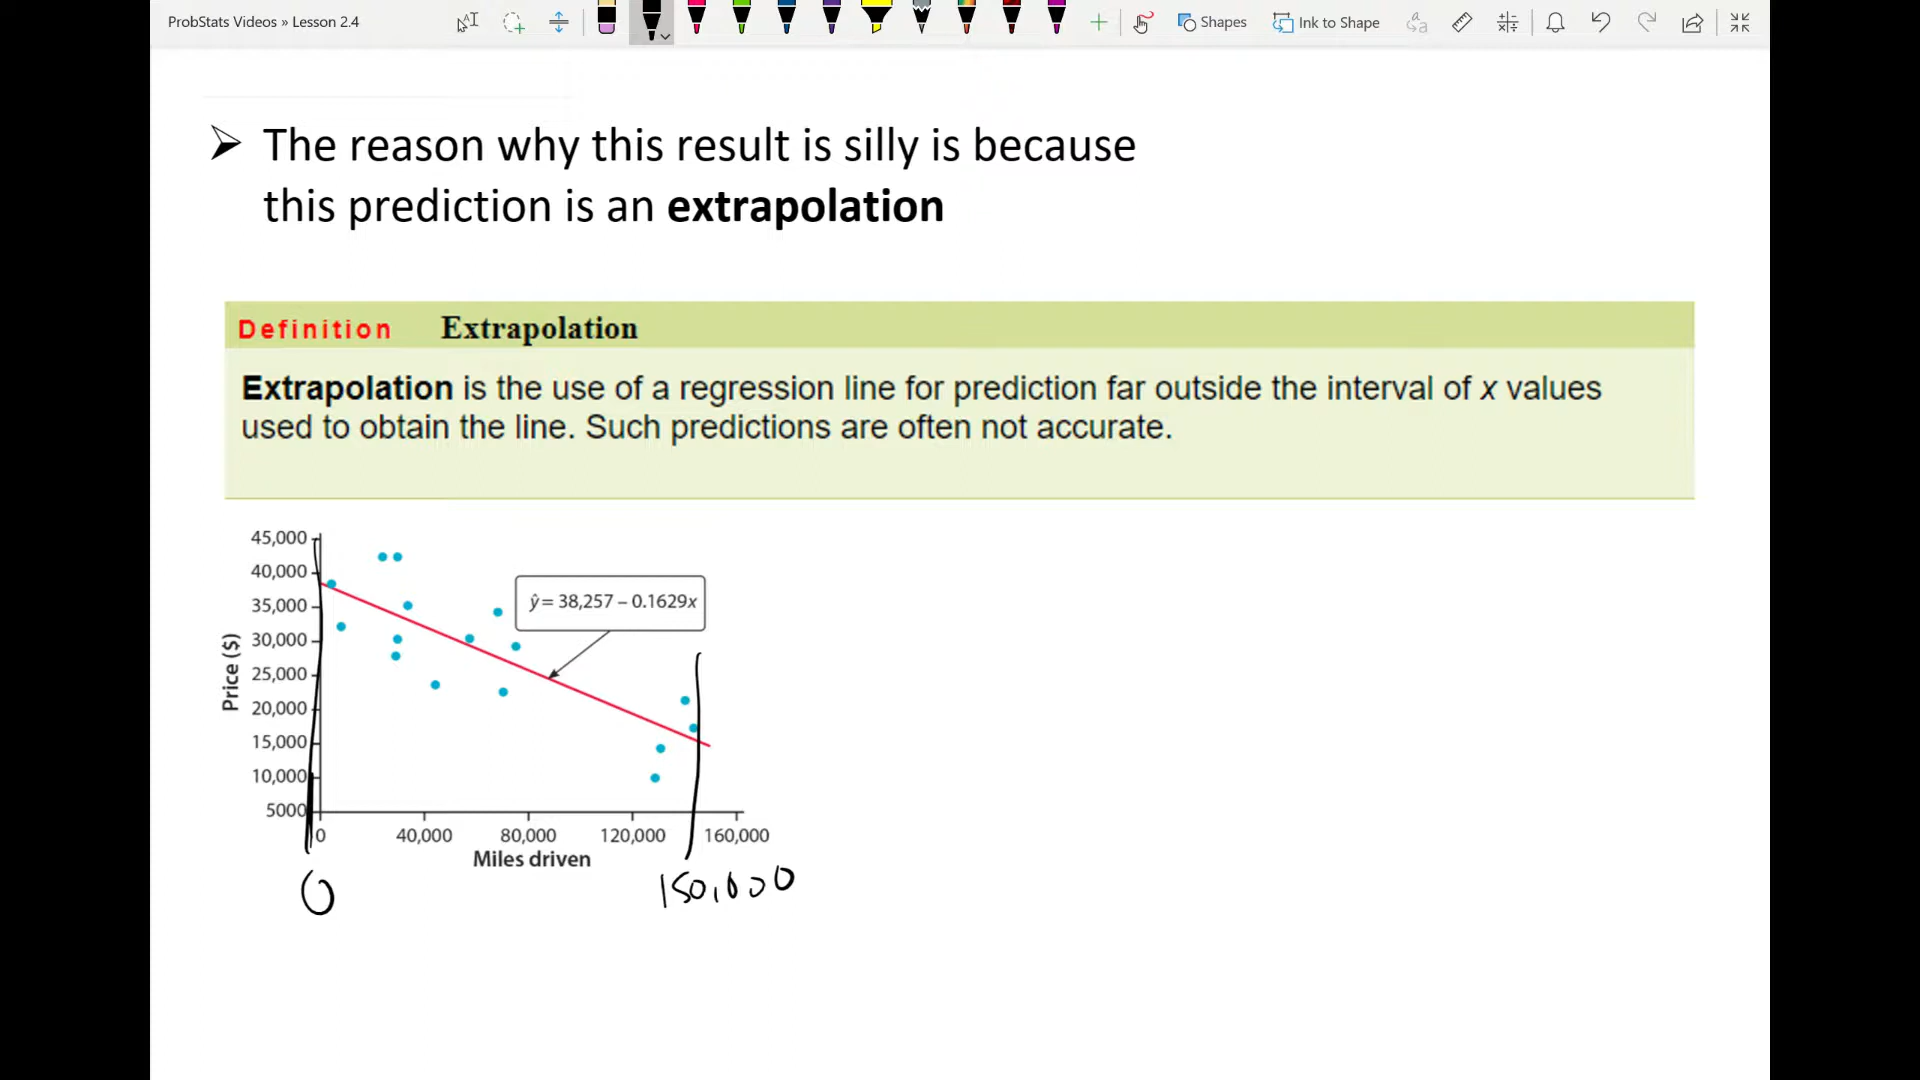 ProbStats Videos » Lesson 2.4
Shapes
Ink to Shape
➢ The reason why this result is silly is because
this prediction is an extrapolation
Definition Extrapolation
Extrapolation is the use of a regression line for prediction far outside the interval of x values
used to obtain the line. Such predictions are often not accurate.
45,000
40,000
35,000
30,000
25,000
20,000
15,000
10,000
5000
Price ($)
ŷ = 38,257 – 0.1629x
0 40,000 80,000 120,000 160,000
Miles driven
0 150,000